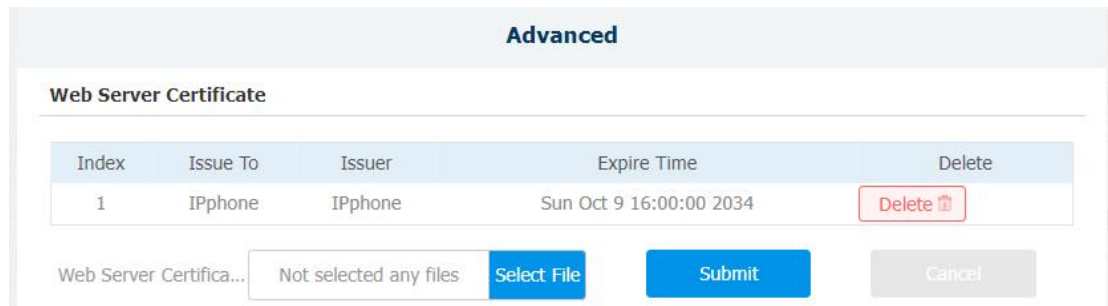 Advanced
Web Server Certificate
Index Issue To Issuer Expire Time Delete
1 IPphone IPphone Sun Oct 9 16:00:00 2034 Delete
Web Server Certifica... Not selected any files Select File Submit Cancel